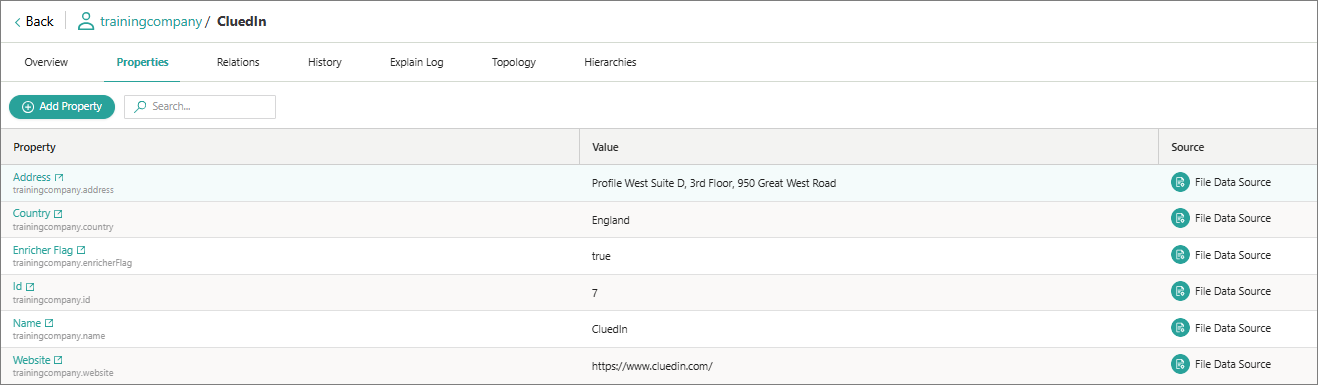 Back trainingcompany / CluedIn
Overview Properties Relations History Explain Log Topology Hierarchies
Add Property Search...
Property Value Source
Address
trainingcompany.address
Profile West Suite D, 3rd Floor, 950 Great West Road File Data Source
Country
trainingcompany.country
England File Data Source
Enricher Flag
trainingcompany.enricherFlag
true File Data Source
Id
trainingcompany.id
7 File Data Source
Name
trainingcompany.name
CluedIn File Data Source
Website
trainingcompany.website
https://www.cluedin.com/ File Data Source